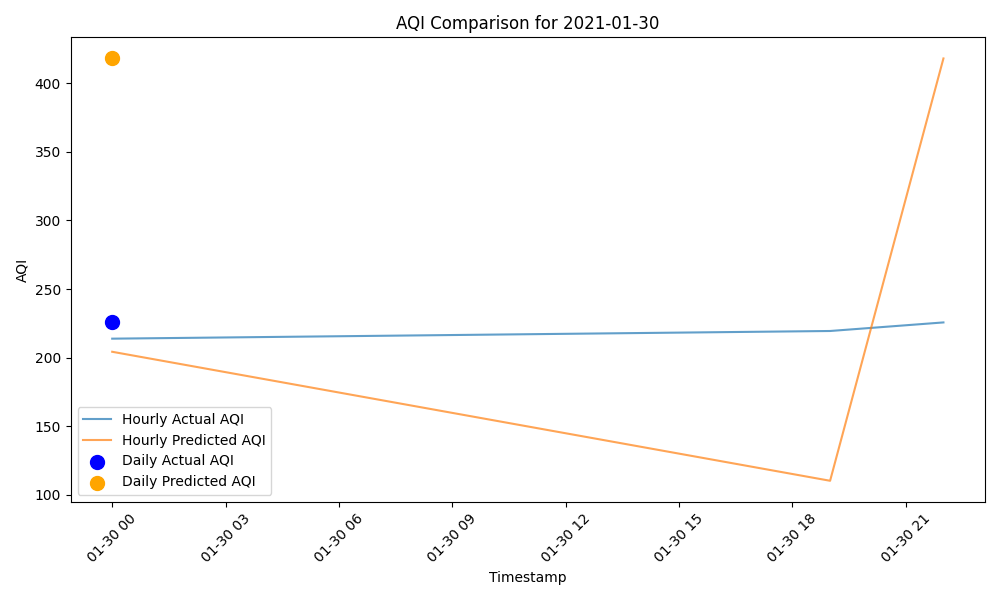 AQI Comparison for 2021-01-30
AQI
400
350
300
250
200
150
100
Hourly Actual AQI
Hourly Predicted AQI
Daily Actual AQI
Daily Predicted AQI
01-30 00
01-30 03
01-30 06
01-30 09
01-30 12
01-30 15
01-30 18
01-30 21
Timestamp